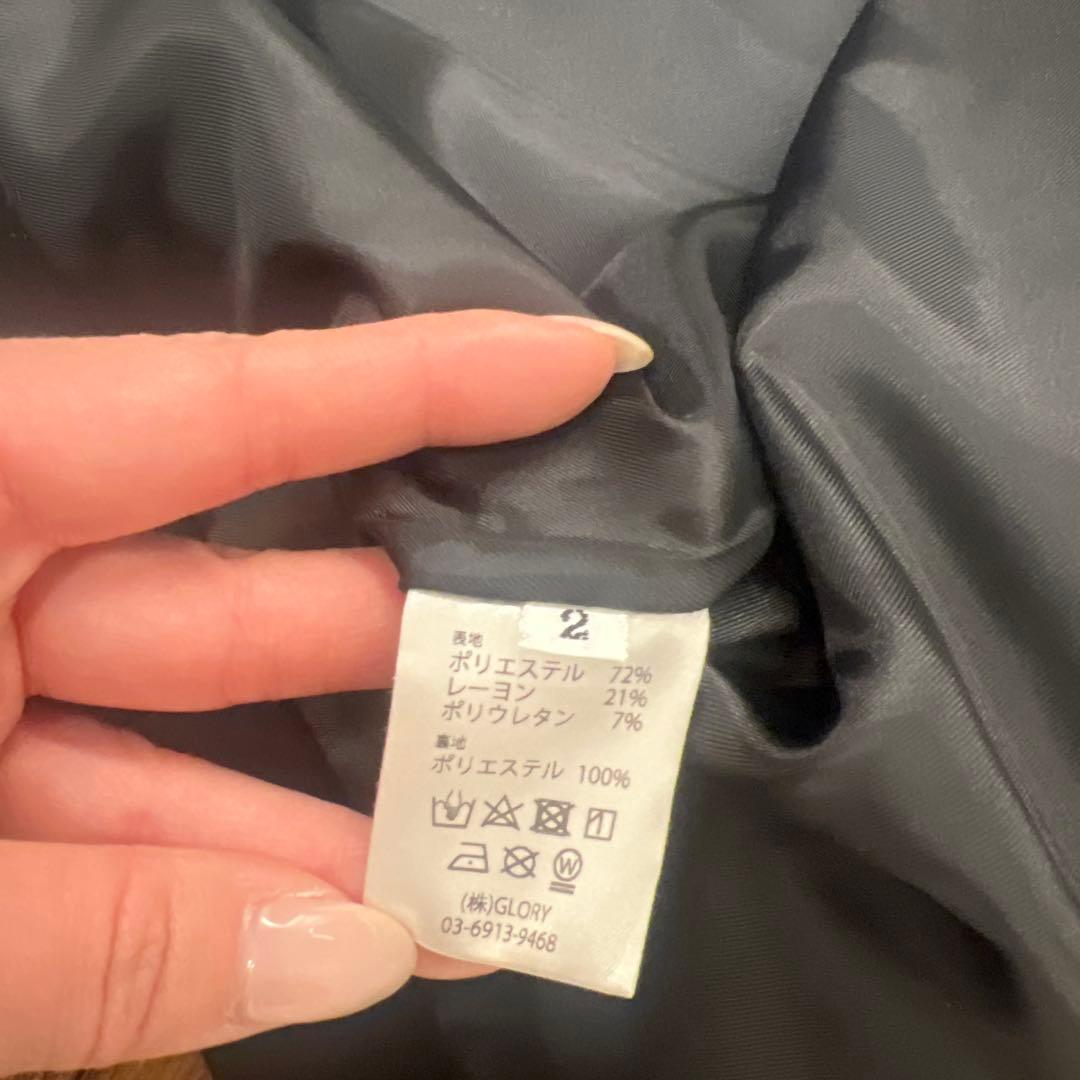 2
表地
ポリエステル 72%
レーヨン 21%
ポリウレタン 7%
裏地
ポリエステル 100%
W
(株)GLORY
03-6913-9468